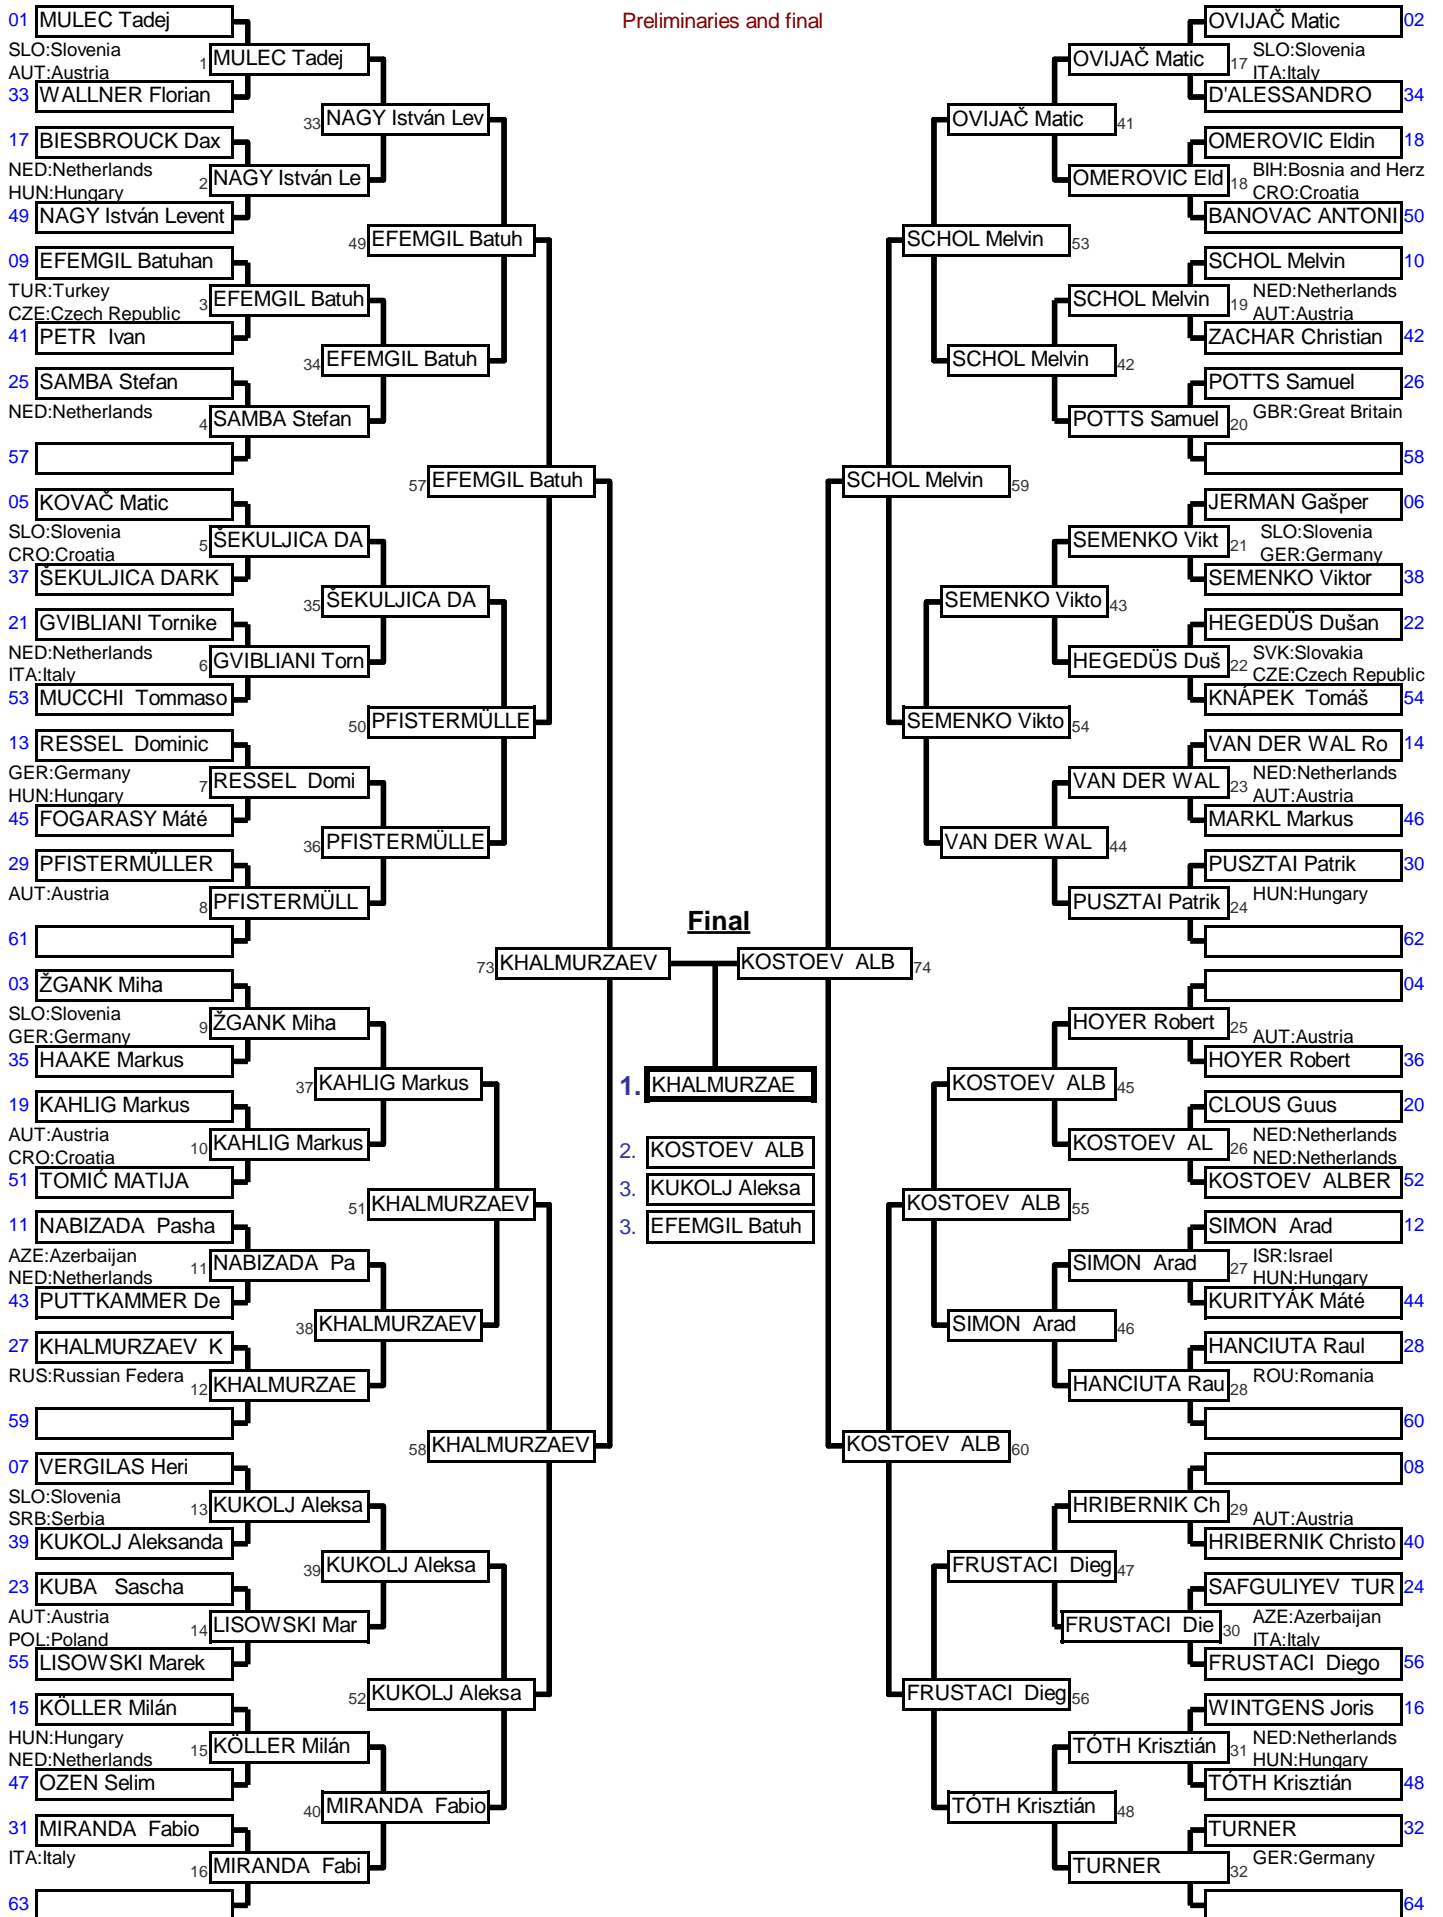 Preliminaries and final
01 MULEC Tadej
SLO:Slovenia
1 MULEC Tadej
AUT:Austria
33 WALLNER Florian
33 NAGY István Lev
17 BIESBROUCK Dax
NED:Netherlands
2 NAGY István Le
HUN:Hungary
49 NAGY István Levent
49 EFEMGIL Batuh
09 EFEMGIL Batuhan
TUR:Turkey
3 EFEMGIL Batuh
CZE:Czech Republic
41 PETR Ivan
34 EFEMGIL Batuh
25 SAMBA Stefan
NED:Netherlands
4 SAMBA Stefan
57
57 EFEMGIL Batuh
05 KOVAČ Matic
SLO:Slovenia
5 ŠEKULJICA DA
CRO:Croatia
37 ŠEKULJICA DARK
35 ŠEKULJICA DA
21 GVIBLIANI Tornike
NED:Netherlands
6 GVIBLIANI Torn
ITA:Italy
53 MUCCHI Tommaso
50 PFISTERMÜLLE
13 RESSEL Dominic
GER:Germany
7 RESSEL Domi
HUN:Hungary
45 FOGARASY Máté
36 PFISTERMÜLLE
29 PFISTERMÜLLER
AUT:Austria
8 PFISTERMÜLL
61
73 KHALMURZAEV
03 ŽGANK Miha
SLO:Slovenia
9 ŽGANK Miha
GER:Germany
35 HAAKE Markus
37 KAHLIG Markus
19 KAHLIG Markus
AUT:Austria
10 KAHLIG Markus
CRO:Croatia
51 TOMIĆ MATIJA
51 KHALMURZAEV
11 NABIZADA Pasha
AZE:Azerbaijan
11 NABIZADA Pa
NED:Netherlands
43 PUTTKAMMER De
38 KHALMURZAEV
27 KHALMURZAEV K
RUS:Russian Federa
12 KHALMURZAE
59
58 KHALMURZAEV
07 VERGILAS Heri
SLO:Slovenia
13 KUKOLJ Aleksa
SRB:Serbia
39 KUKOLJ Aleksanda
39 KUKOLJ Aleksa
23 KUBA Sascha
AUT:Austria
14 LISOWSKI Mar
POL:Poland
55 LISOWSKI Marek
52 KUKOLJ Aleksa
15 KÖLLER Milán
HUN:Hungary
15 KÖLLER Milán
NED:Netherlands
47 OZEN Selim
40 MIRANDA Fabio
31 MIRANDA Fabio
ITA:Italy
16 MIRANDA Fabi
63
Final
1. KHALMURZAE
2. KOSTOEV ALB
3. KUKOLJ Aleksa
3. EFEMGIL Batuh
OVIJAČ Matic 02
OVIJAČ Matic 17
SLO:Slovenia
ITA:Italy
D'ALESSANDRO 34
OVIJAČ Matic 41
OMEROVIC Eldin 18
OMEROVIC Eld 18
BIH:Bosnia and Herz
CRO:Croatia
BANOVAC ANTONI 50
SCHOL Melvin 53
SCHOL Melvin 10
SCHOL Melvin 19
NED:Netherlands
AUT:Austria
ZACHAR Christian 42
SCHOL Melvin 42
POTTS Samuel 26
POTTS Samuel 20
GBR:Great Britain
58
SCHOL Melvin 59
JERMAN Gašper 06
SEMENKO Vikt 21
SLO:Slovenia
GER:Germany
SEMENKO Viktor 38
SEMENKO Vikto 43
HEGEDÜS Dušan 22
HEGEDÜS Duš 22
SVK:Slovakia
CZE:Czech Republic
KNÁPEK Tomáš 54
SEMENKO Vikto 54
VAN DER WAL Ro 14
VAN DER WAL 23
NED:Netherlands
AUT:Austria
MARKL Markus 46
VAN DER WAL 44
PUSZTAI Patrik 30
PUSZTAI Patrik 24
HUN:Hungary
62
KOSTOEV ALB 74
04
HOYER Robert 25
AUT:Austria
HOYER Robert 36
KOSTOEV ALB 45
CLOUS Guus 20
KOSTOEV AL 26
NED:Netherlands
NED:Netherlands
KOSTOEV ALBER 52
KOSTOEV ALB 55
SIMON Arad 12
SIMON Arad 27
ISR:Israel
HUN:Hungary
KURITYÁK Máté 44
SIMON Arad 46
HANCIUTA Raul 28
HANCIUTA Rau 28
ROU:Romania
60
KOSTOEV ALB 60
08
HRIBERNIK Ch 29
AUT:Austria
HRIBERNIK Christo 40
FRUSTACI Dieg 47
SAFGULIYEV TUR 24
FRUSTACI Die 30
AZE:Azerbaijan
ITA:Italy
FRUSTACI Diego 56
FRUSTACI Dieg 56
WINTGENS Joris 16
TÓTH Krisztián 31
NED:Netherlands
HUN:Hungary
TÓTH Krisztián 48
TÓTH Krisztián 48
TURNER 32
TURNER 32
GER:Germany
64